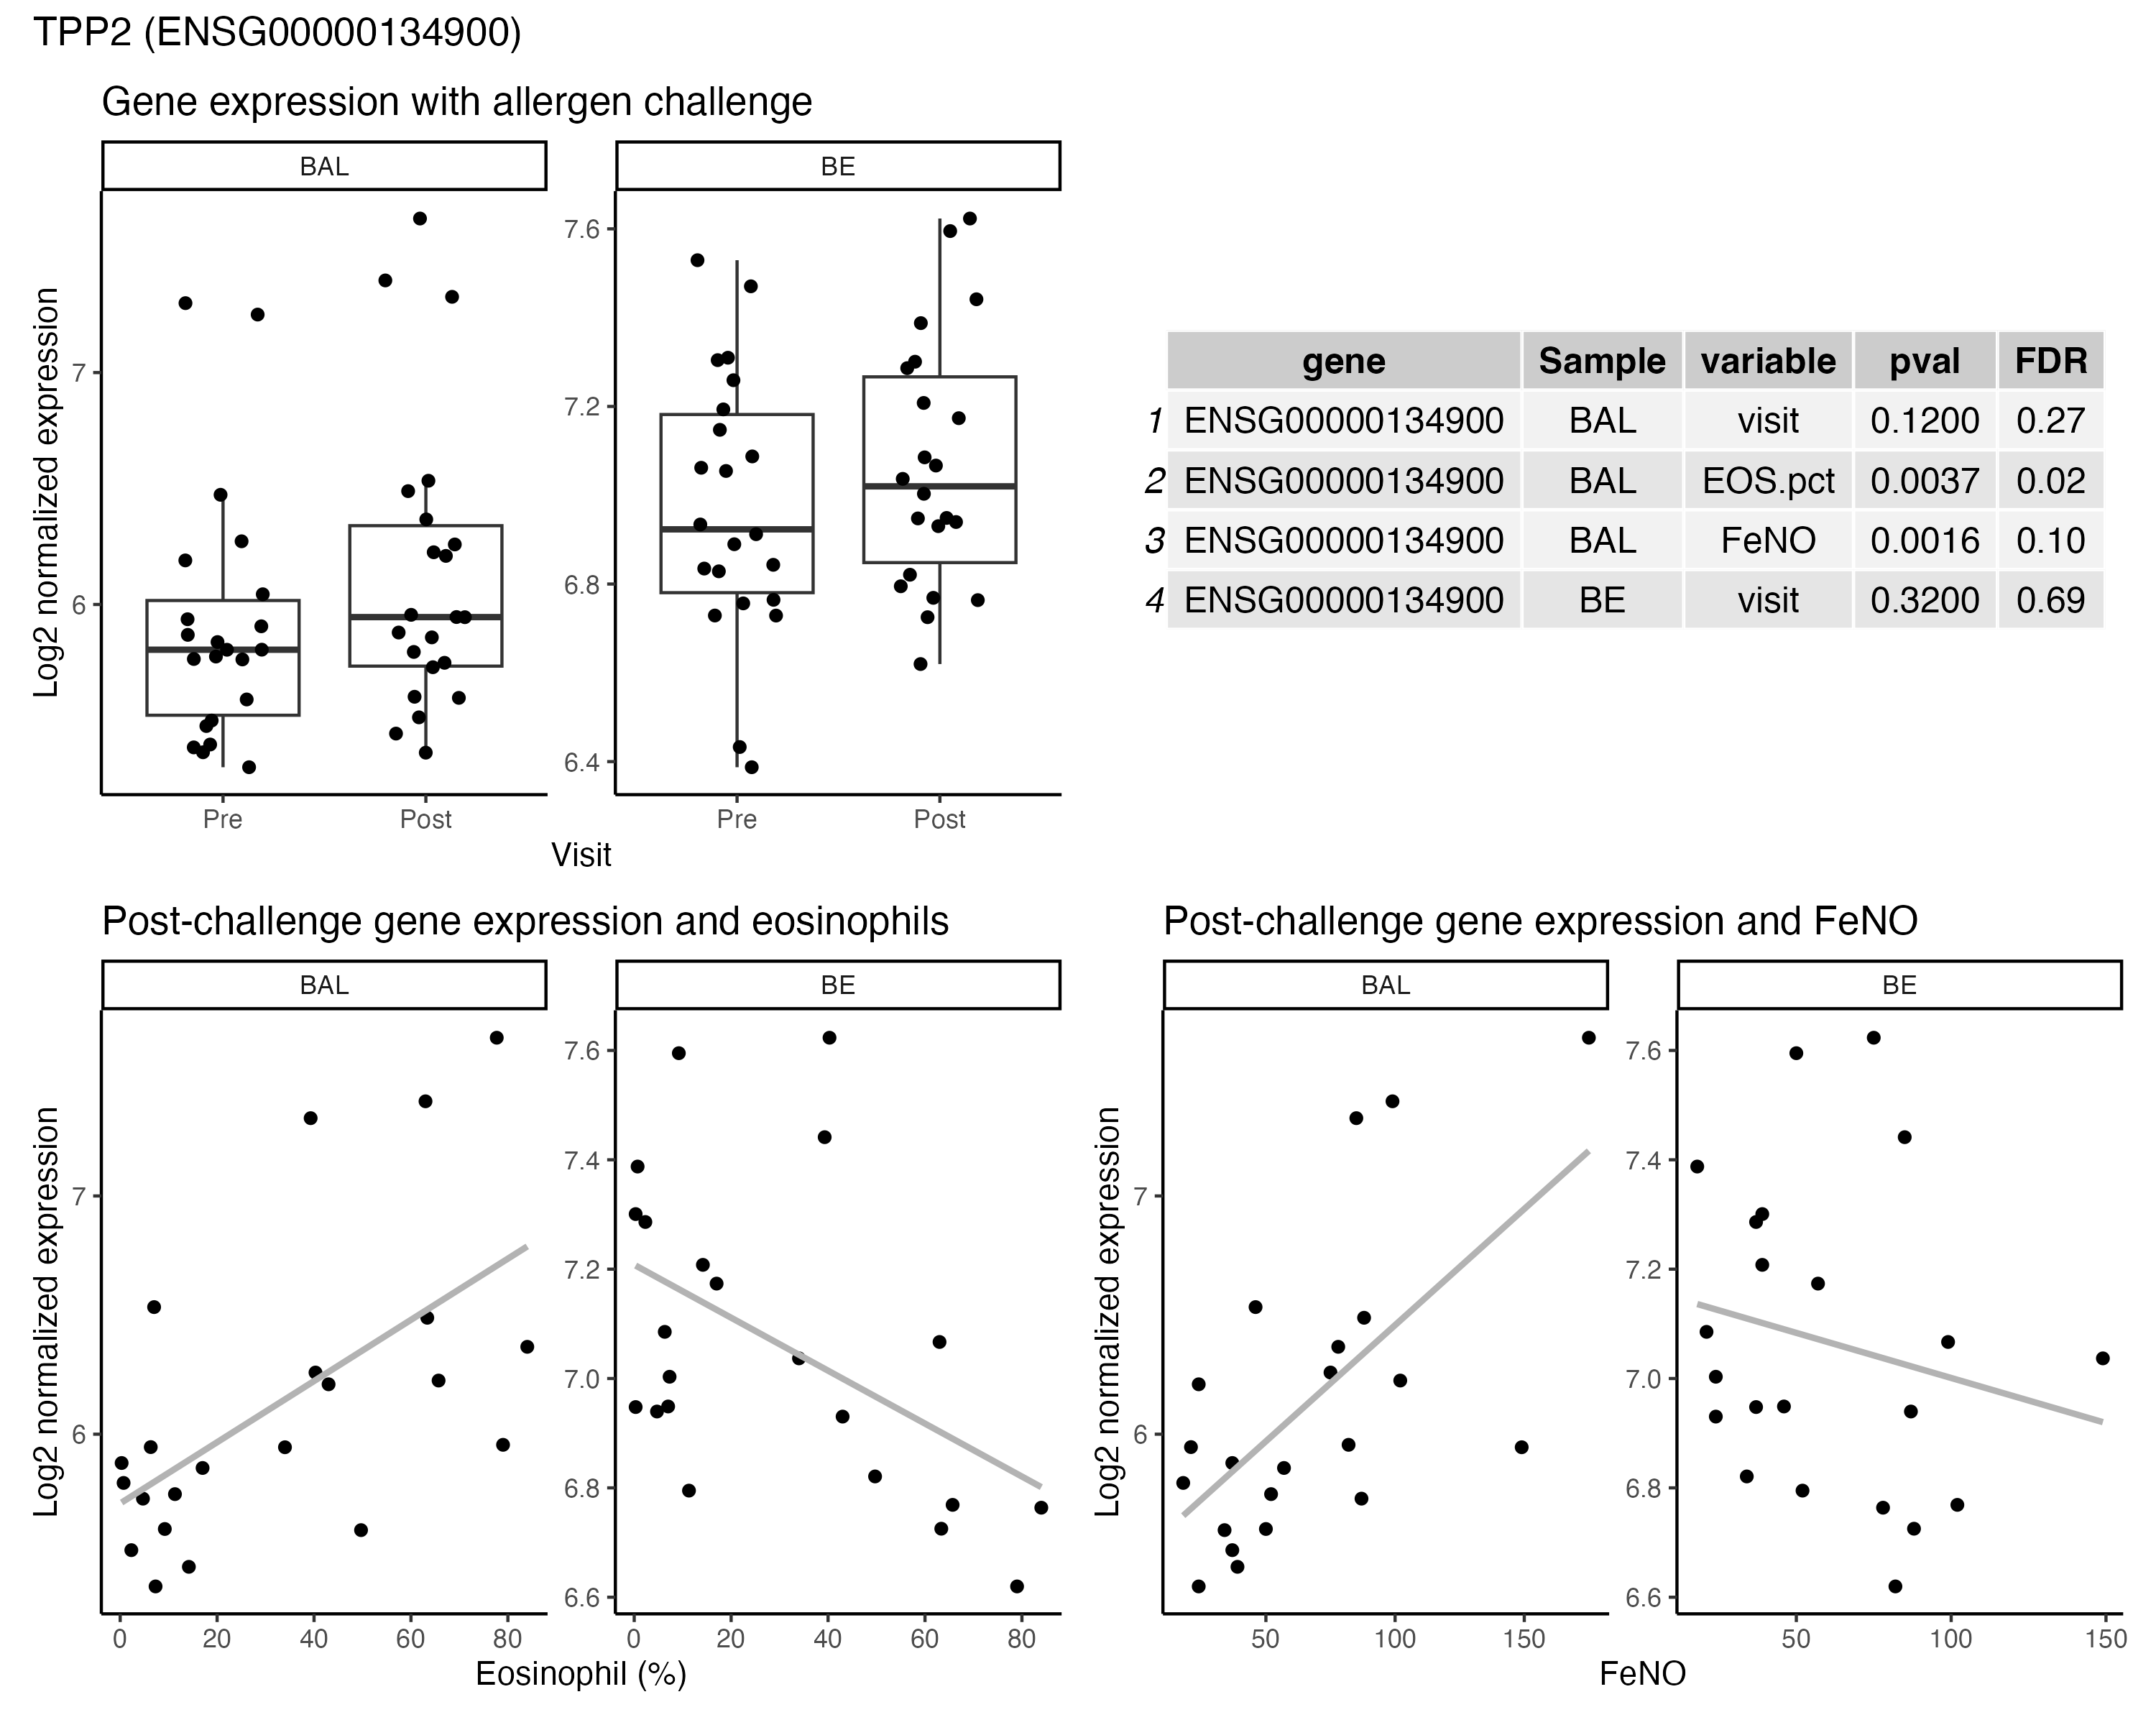 TPP2 (ENSG00000134900)
Gene expression with allergen challenge
BAL
BE
Log2 normalized expression
7
6
7.6
7.2
6.8
6.4
Pre
Post
Pre
Post
Visit
gene Sample variable pval FDR
1 ENSG00000134900 BAL visit 0.1200 0.27
2 ENSG00000134900 BAL EOS.pct 0.0037 0.02
3 ENSG00000134900 BAL FeNO 0.0016 0.10
4 ENSG00000134900 BE visit 0.3200 0.69
Post-challenge gene expression and eosinophils
BAL
BE
Log2 normalized expression
7
6
7.6
7.4
7.2
7.0
6.8
6.6
0 20 40 60 80
0 20 40 60 80
Eosinophil (%)
Post-challenge gene expression and FeNO
BAL
BE
Log2 normalized expression
7
6
7.6
7.4
7.2
7.0
6.8
6.6
50 100 150
50 100 150
FeNO